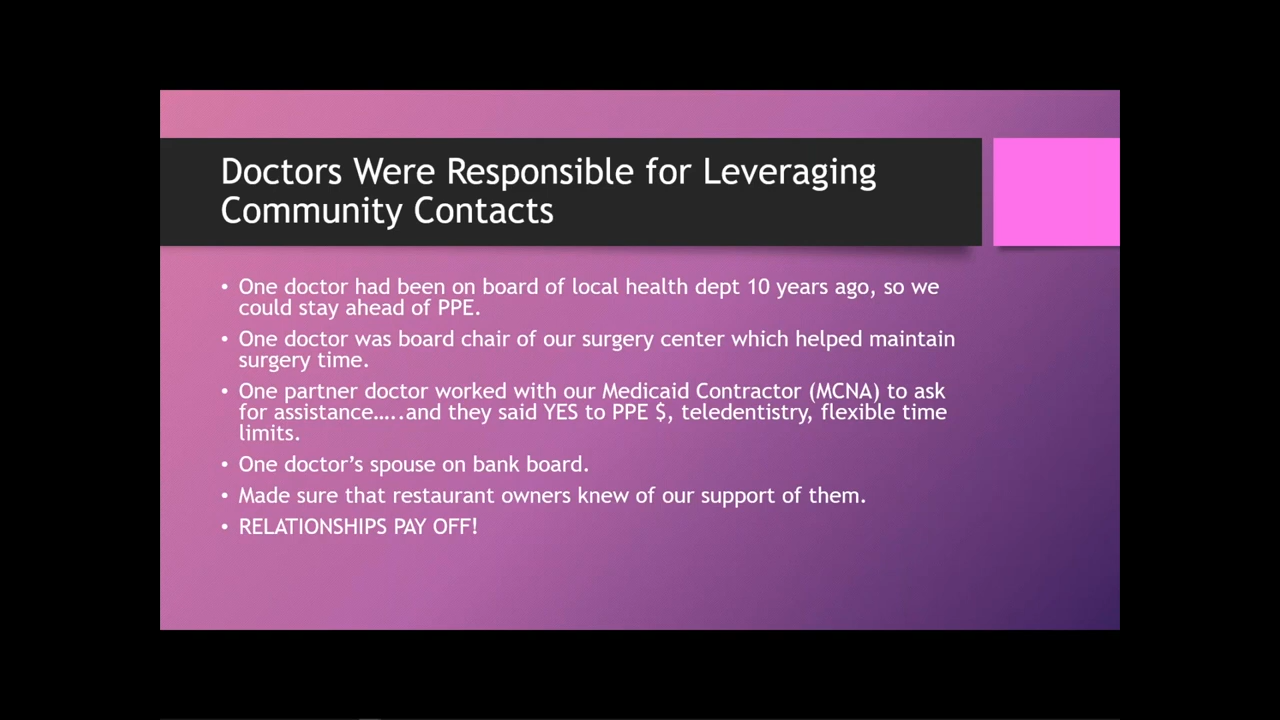 Doctors Were Responsible for Leveraging
Community Contacts
• One doctor had been on board of local health dept 10 years ago, so we
could stay ahead of PPE.
• One doctor was board chair of our surgery center which helped maintain
surgery time.
• One partner doctor worked with our Medicaid Contractor (MCNA) to ask
for assistance…..and they said YES to PPE $, teledentistry, flexible time
limits.
• One doctor’s spouse on bank board.
• Made sure that restaurant owners knew of our support of them.
• RELATIONSHIPS PAY OFF!